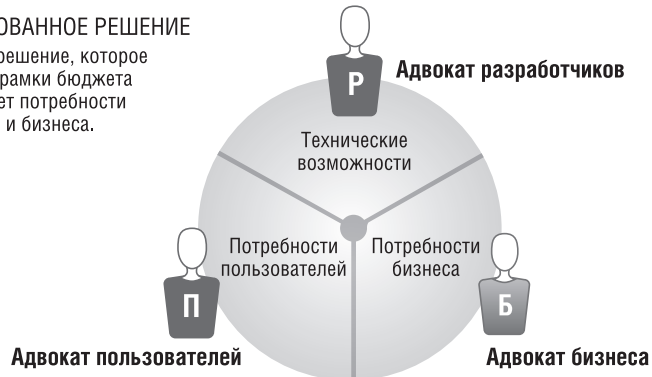 ОВАННОЕ РЕШЕНИЕ
решение, которое
рамки бюджета
ет потребности
и бизнеса.
Р
Адвокат разработчиков
Технические
возможности
Потребности
пользователей
Потребности
бизнеса
П
Б
Адвокат пользователей
Адвокат бизнеса